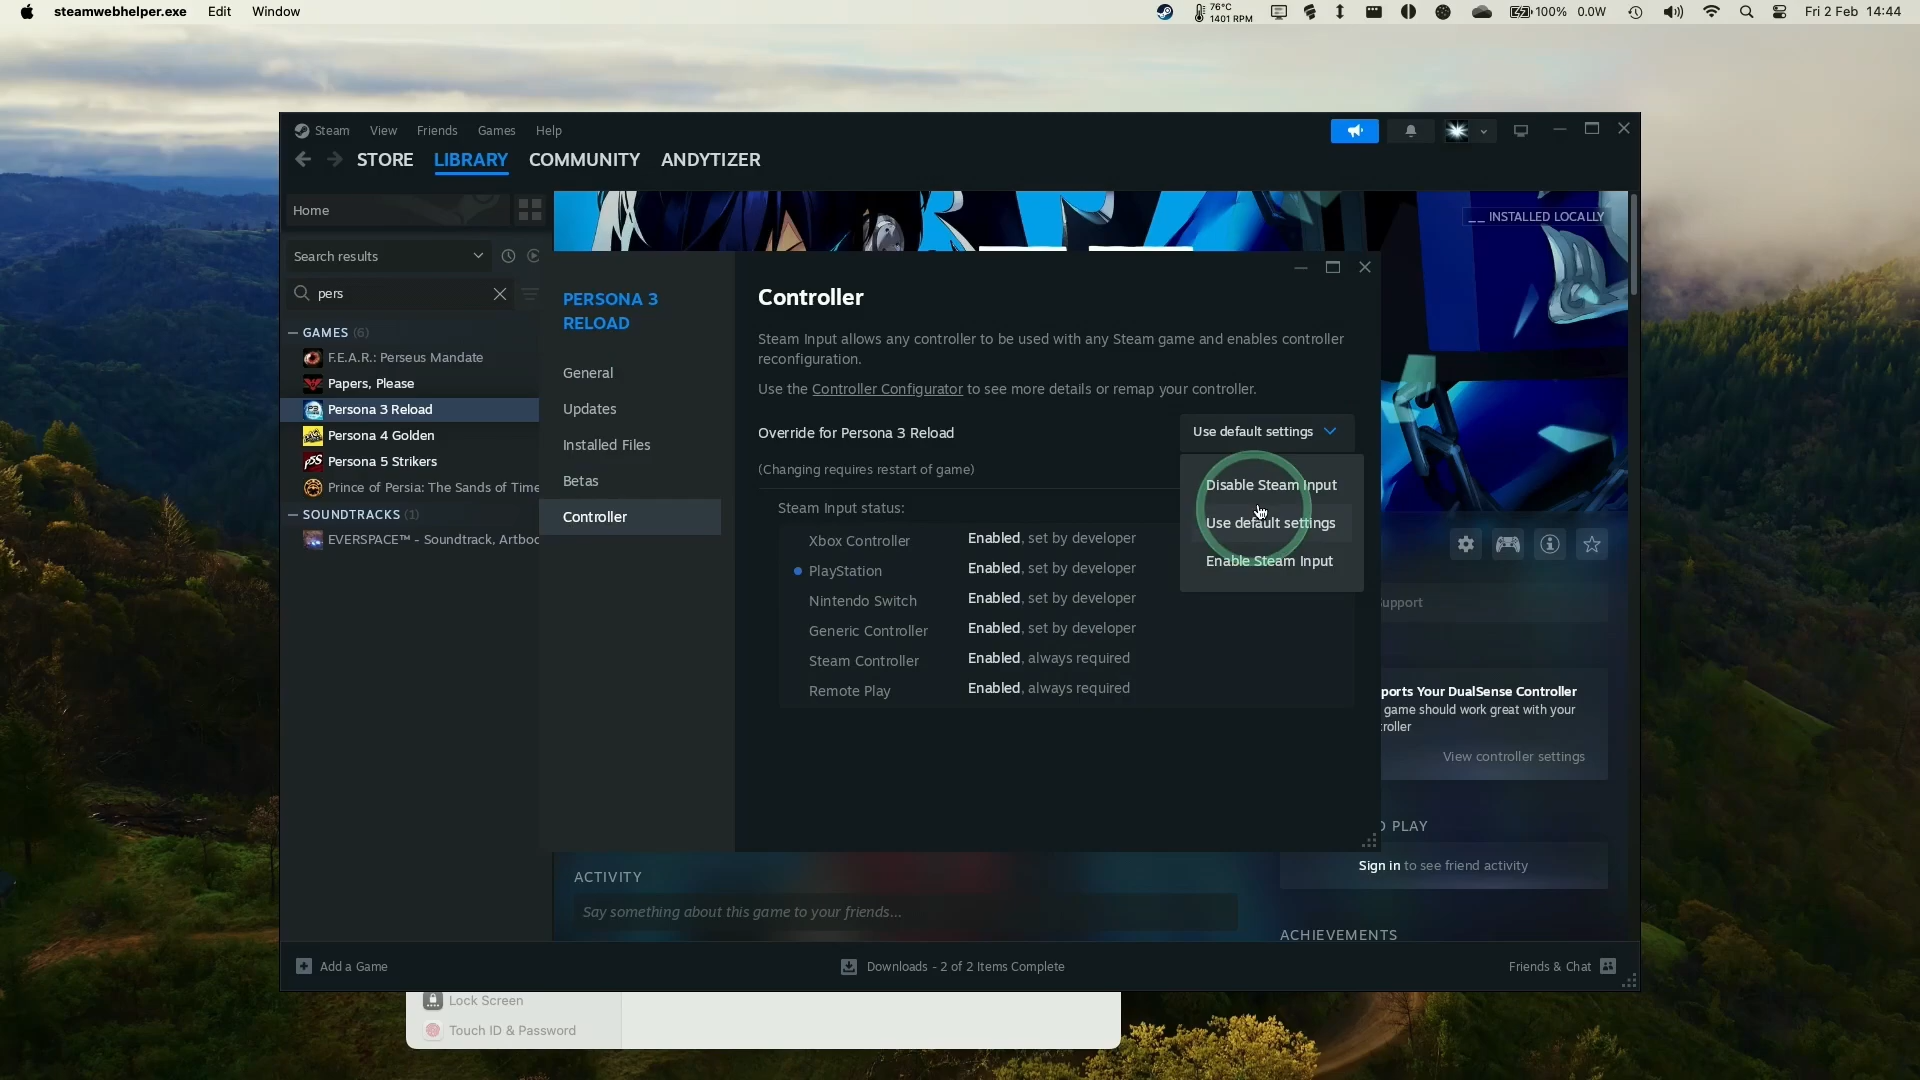 steamwebhelper.exe Edit Window
76°C
1401 RPM
100% 0.0W
Fri 2 Feb 14:44
Steam View Friends Games Help
STORE LIBRARY COMMUNITY ANDYTIZER
Home
INSTALLED LOCALLY
Search results
pers
GAMES (6)
F.E.A.R.: Perseus Mandate
Papers, Please
Persona 3 Reload
Persona 4 Golden
Persona 5 Strikers
Prince of Persia: The Sands of Time
SOUNDTRACKS (1)
EVERSPACE™ - Soundtrack, Artboo
PERSONA 3
RELOAD
General
Updates
Installed Files
Betas
Controller
Controller
Steam Input allows any controller to be used with any Steam game and enables controller
reconfiguration.
Use the Controller Configurator to see more details or remap your controller.
Override for Persona 3 Reload
Use default settings
(Changing requires restart of game)
Disable Steam Input
Use default settings
Enable Steam Input
Steam Input status:
Xbox Controller Enabled, set by developer
PlayStation Enabled, set by developer
Nintendo Switch Enabled, set by developer
Generic Controller Enabled, set by developer
Steam Controller Enabled, always required
Remote Play Enabled, always required
Support
ports Your DualSense Controller
game should work great with your
troller
View controller settings
O PLAY
Sign in to see friend activity
ACTIVITY
Say something about this game to your friends...
ACHIEVEMENTS
Add a Game
Downloads - 2 of 2 Items Complete
Friends & Chat
Lock Screen
Touch ID & Password